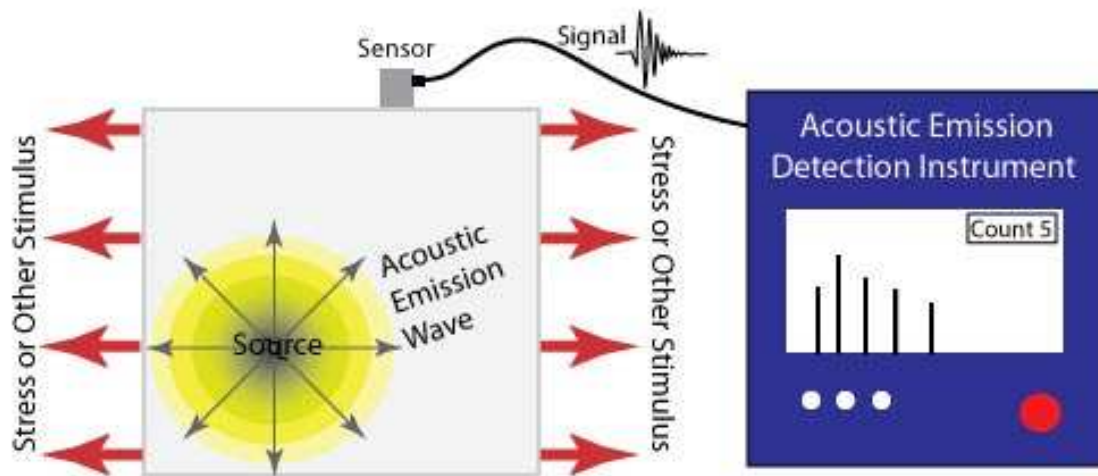 Sensor
Signal
Stress or Other Stimulus
Acoustic
Emission
Wave
Source
Stress or Other Stimulus
Acoustic Emission
Detection Instrument
Count 5